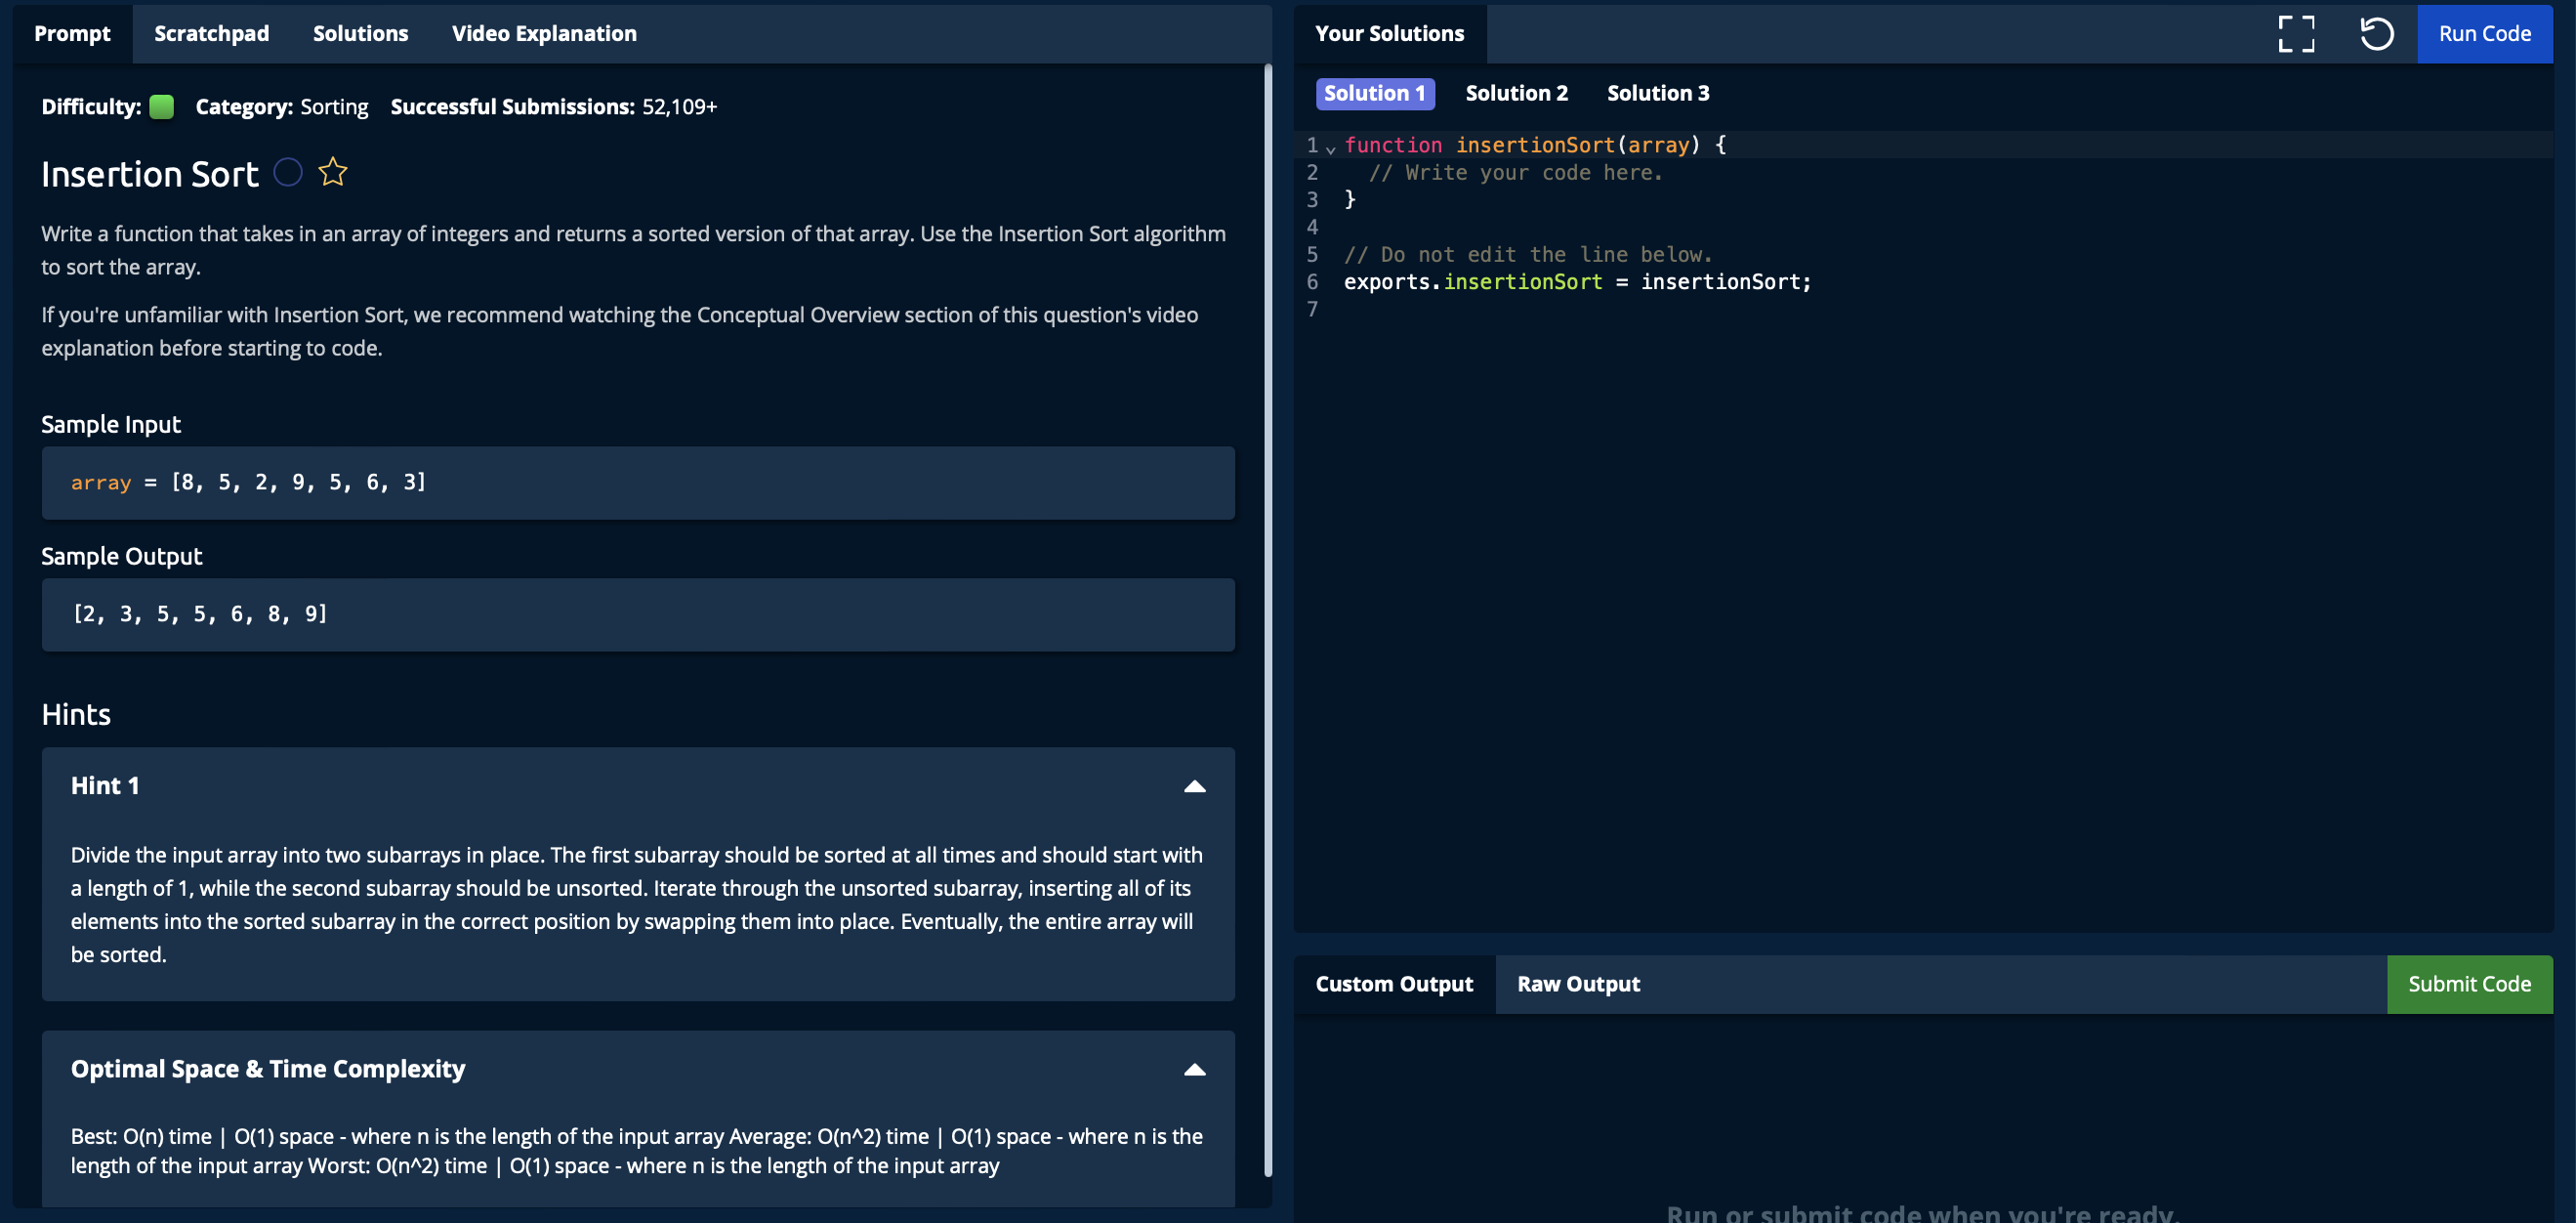 Prompt
Scratchpad
Solutions
Video Explanation
Difficulty:
Category: Sorting
Successful Submissions: 52,109+
Insertion Sort
Write a function that takes in an array of integers and returns a sorted version of that array. Use the Insertion Sort algorithm
to sort the array.
If you're unfamiliar with Insertion Sort, we recommend watching the Conceptual Overview section of this question's video
explanation before starting to code.
Sample Input
array = [8, 5, 2, 9, 5, 6, 3]
Sample Output
[2, 3, 5, 5, 6, 8, 9]
Hints
Hint 1
Divide the input array into two subarrays in place. The first subarray should be sorted at all times and should start with
a length of 1, while the second subarray should be unsorted. Iterate through the unsorted subarray, inserting all of its
elements into the sorted subarray in the correct position by swapping them into place. Eventually, the entire array will
be sorted.
Optimal Space & Time Complexity
Best: O(n) time | O(1) space - where n is the length of the input array Average: O(n^2) time | O(1) space - where n is the
length of the input array Worst: O(n^2) time | O(1) space - where n is the length of the input array
Your Solutions
Run Code
Solution 1
Solution 2
Solution 3
1 function insertionSort(array) {
2   // Write your code here.
3 }
4
5 // Do not edit the line below.
6 exports.insertionSort = insertionSort;
7
Custom Output
Raw Output
Submit Code
Run or submit code when you're ready.